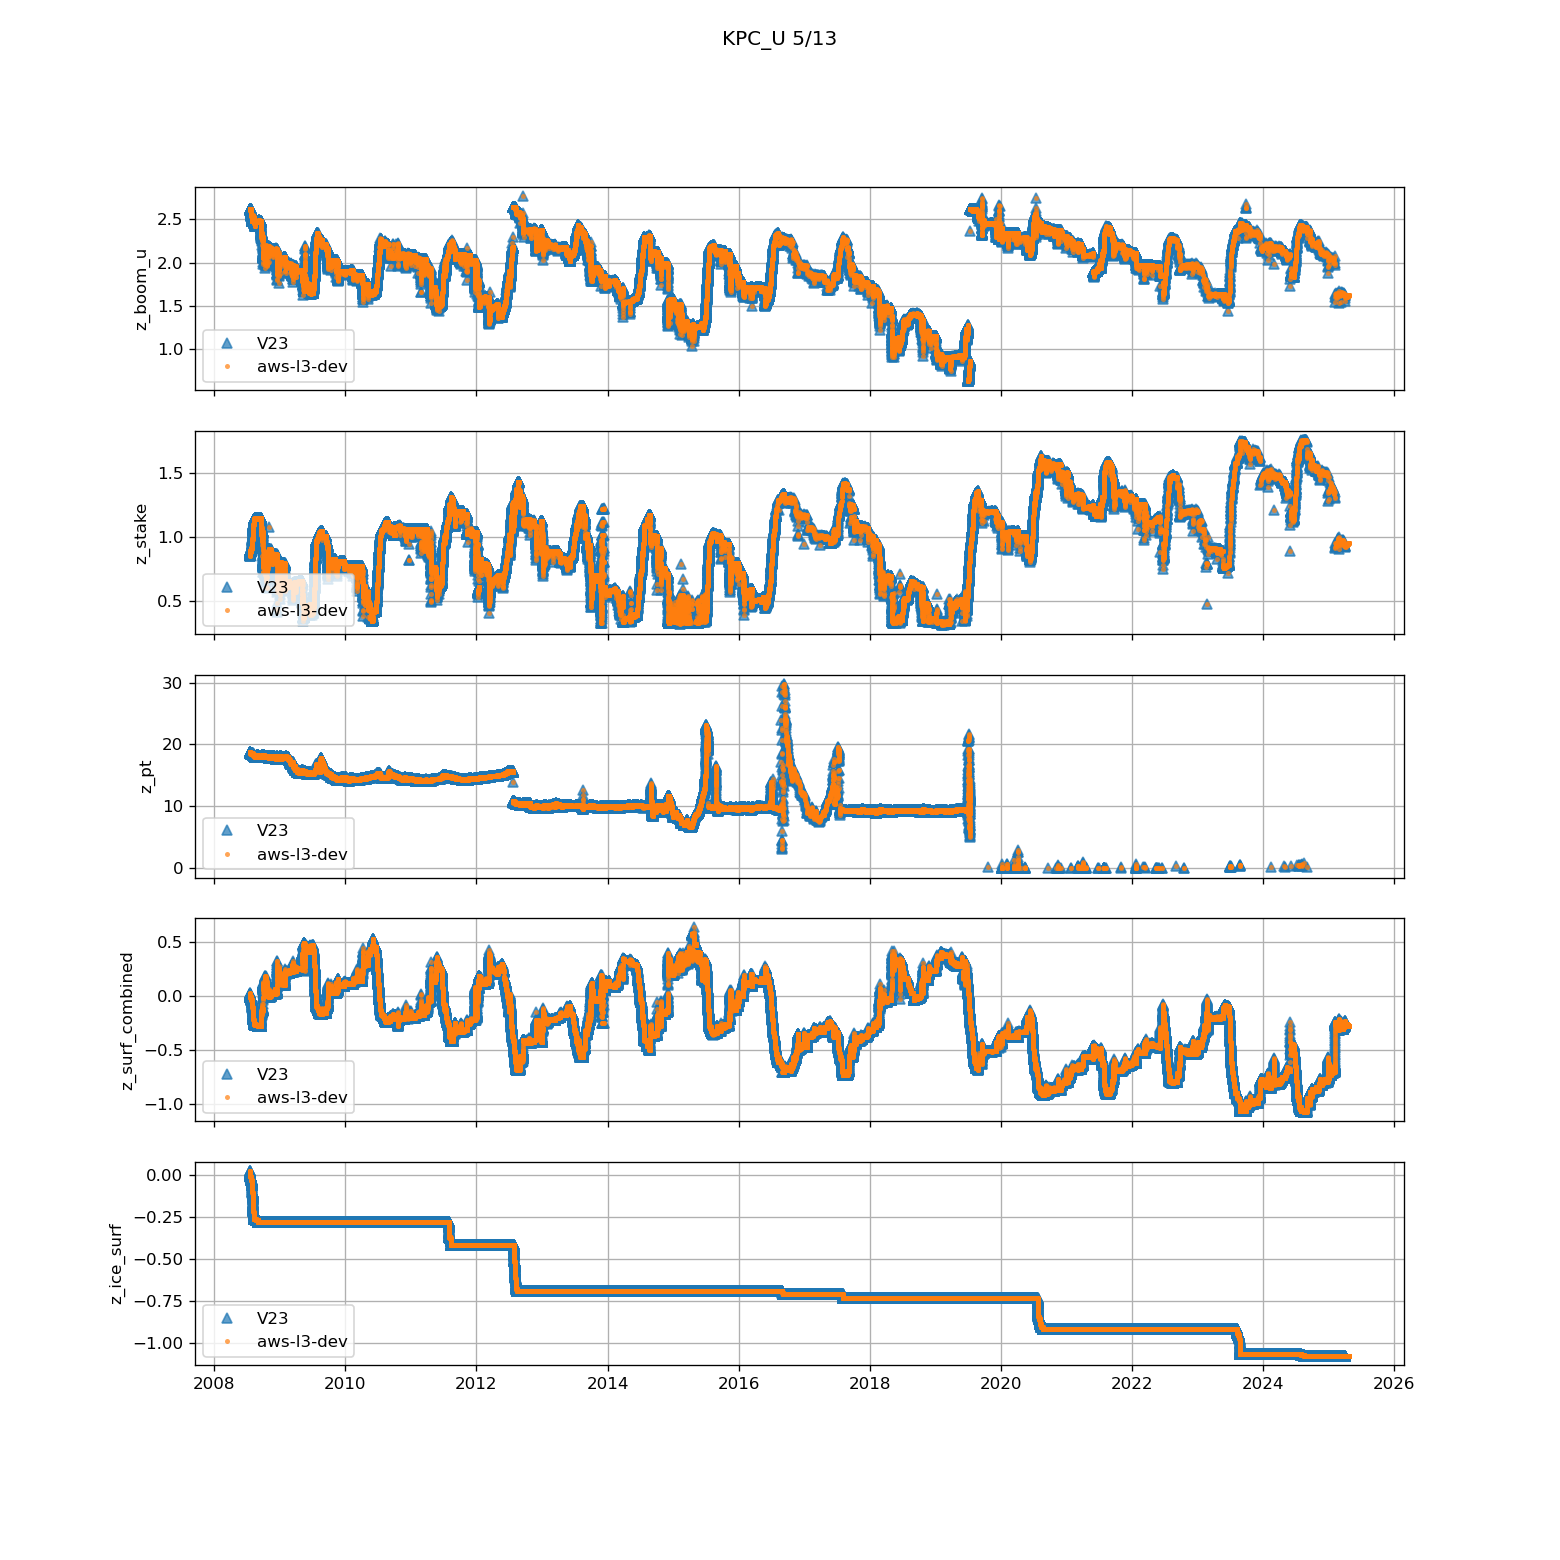 KPC_U 5/13
z_boom_u
2.5
2.0
1.5
1.0
V23
aws-l3-dev
z_stake
1.5
1.0
0.5
V23
aws-l3-dev
z_pt
30
20
10
0
V23
aws-l3-dev
z_surf_combined
0.5
0.0
−0.5
−1.0
V23
aws-l3-dev
z_ice_surf
0.00
−0.25
−0.50
−0.75
−1.00
V23
aws-l3-dev
2008 2010 2012 2014 2016 2018 2020 2022 2024 2026